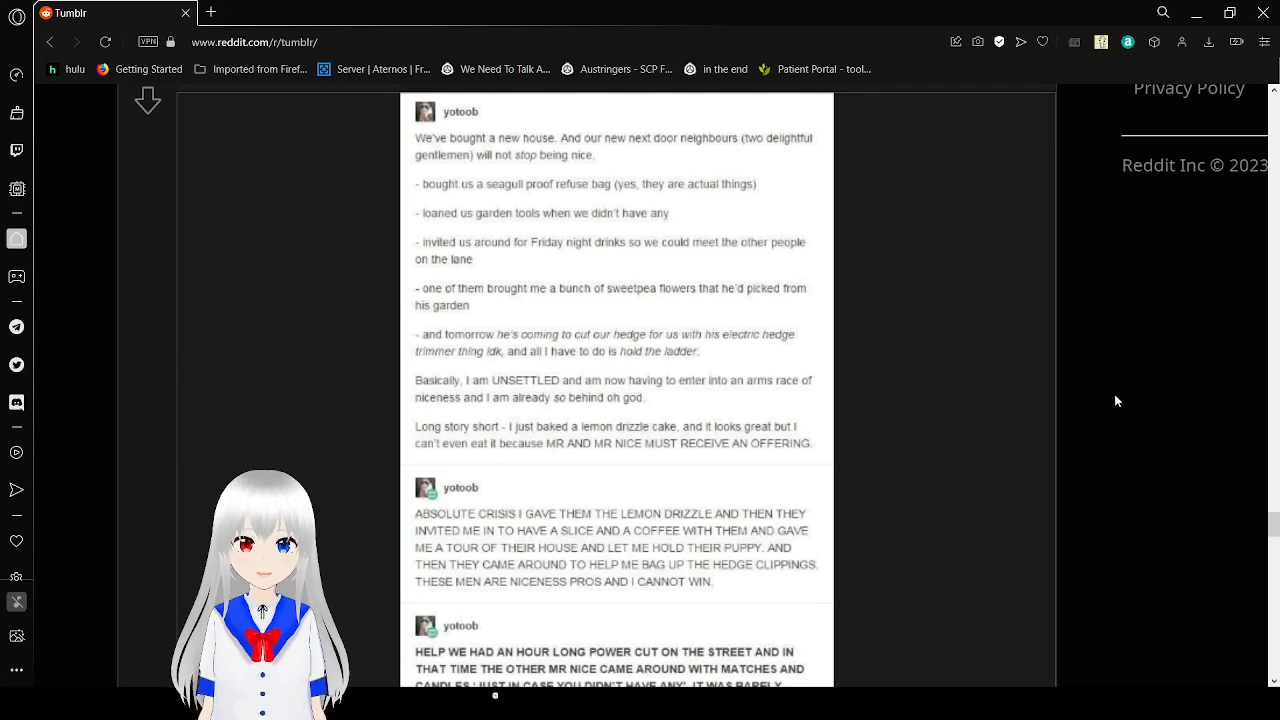 Tumblr
VPN
www.reddit.com/r/tumblr/
h hulu
Getting Started
Imported from Firef...
Server | Aternos | Fr...
We Need To Talk A...
Austringers - SCP F...
in the end
Patient Portal - tool...
Privacy Policy
Reddit Inc © 2023
yotoob
We've bought a new house. And our new next door neighbours (two delightful
gentlemen) will not stop being nice.
- bought us a seagull proof refuse bag (yes, they are actual things)
- loaned us garden tools when we didn't have any
- invited us around for Friday night drinks so we could meet the other people
on the lane
- one of them brought me a bunch of sweetpea flowers that he'd picked from
his garden
- and tomorrow he's coming to cut our hedge for us with his electric hedge
trimmer thing idk, and all I have to do is hold the ladder.
Basically, I am UNSETTLED and am now having to enter into an arms race of
niceness and I am already so behind oh god.
Long story short - I just baked a lemon drizzle cake, and it looks great but I
can't even eat it because MR AND MR NICE MUST RECEIVE AN OFFERING.
yotoob
ABSOLUTE CRISIS I GAVE THEM THE LEMON DRIZZLE AND THEN THEY
INVITED ME IN TO HAVE A SLICE AND A COFFEE WITH THEM AND GAVE
ME A TOUR OF THEIR HOUSE AND LET ME HOLD THEIR PUPPY. AND
THEN THEY CAME AROUND TO HELP ME BAG UP THE HEDGE CLIPPINGS.
THESE MEN ARE NICENESS PROS AND I CANNOT WIN.
yotoob
HELP WE HAD AN HOUR LONG POWER CUT ON THE STREET AND IN
THAT TIME THE OTHER MR NICE CAME AROUND WITH MATCHES AND
CANDLES 'JUST IN CASE YOU DIDN'T HAVE ANY'. IT WAS BARELY